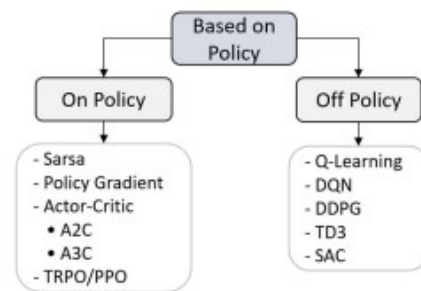 Based on
Policy
On Policy
Off Policy
- Sarsa
- Policy Gradient
- Actor-Critic
• A2C
• A3C
- TRPO/PPO
- Q-Learning
- DQN
- DDPG
- TD3
- SAC